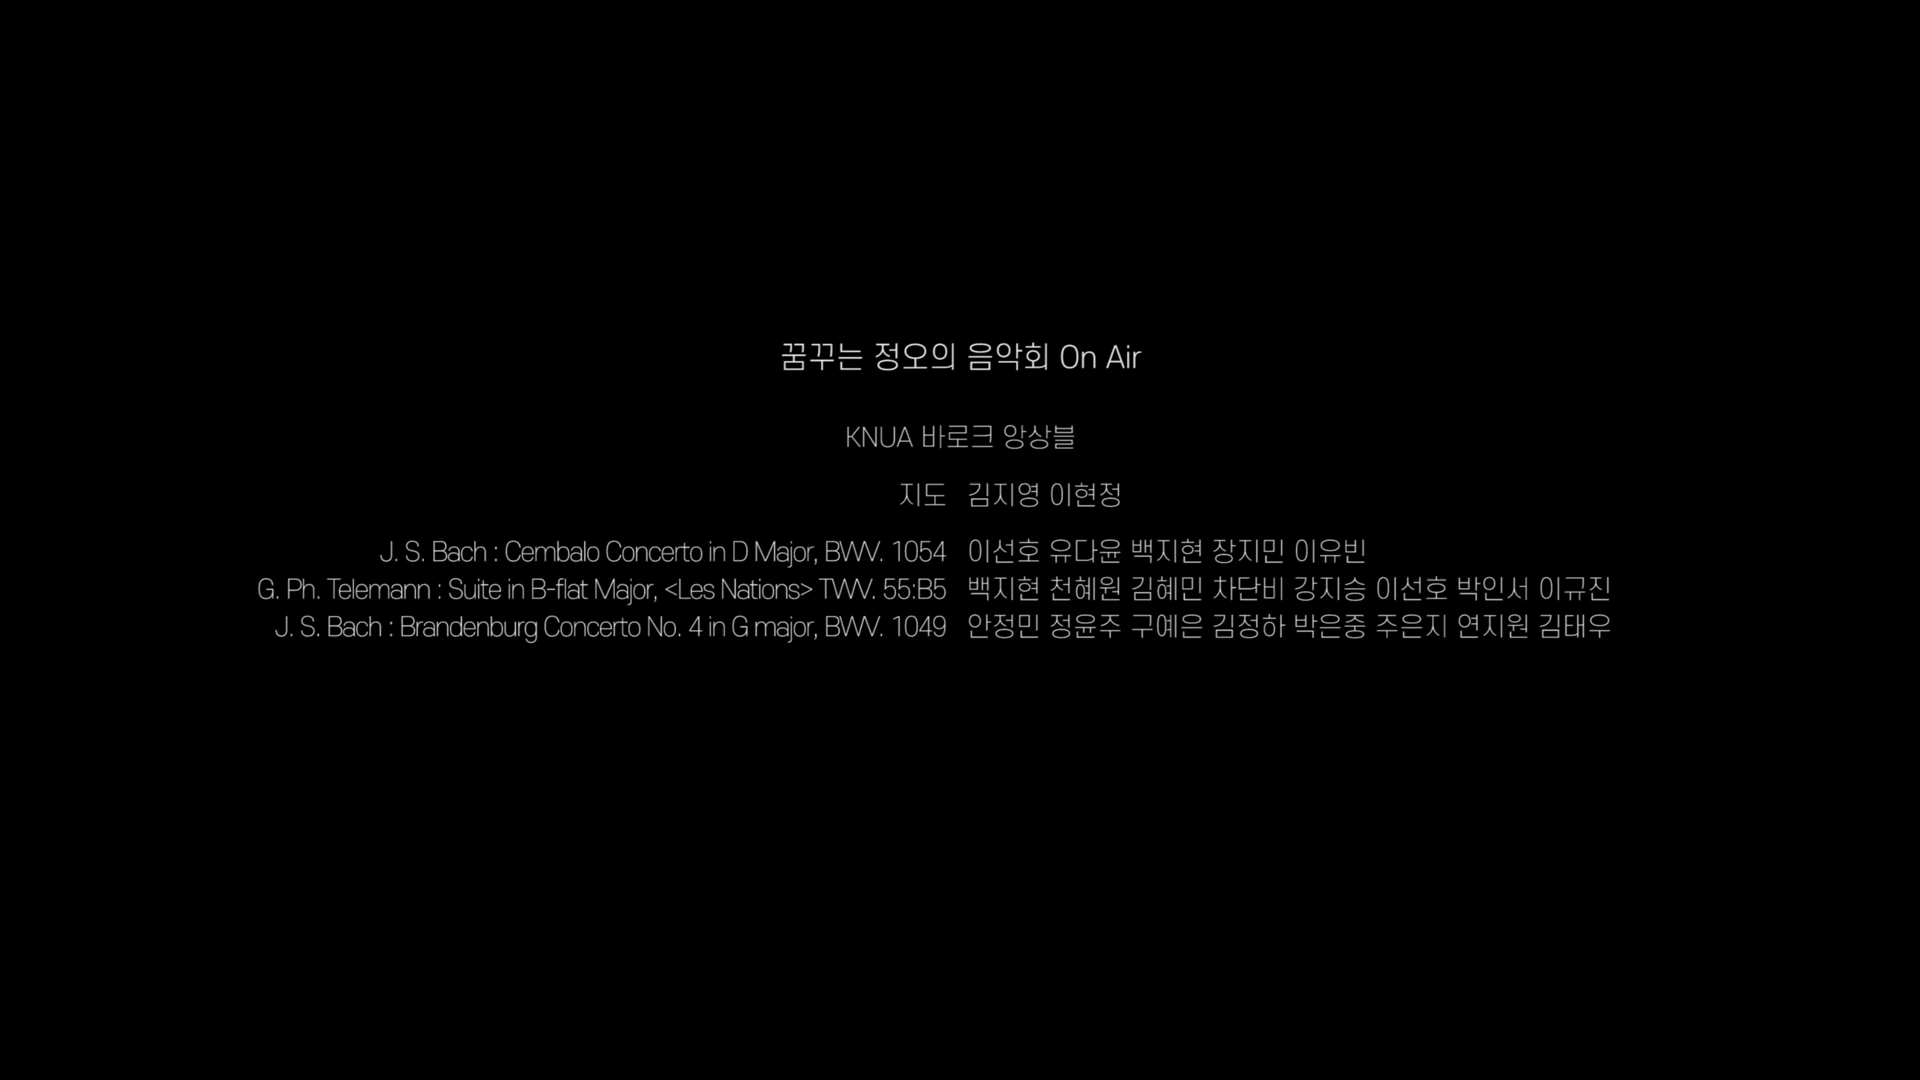 꿈꾸는 정오의 음악회 On Air
KNUA 바로크 앙상블
지도 김지영 이현정
J. S. Bach : Cembalo Concerto in D Major, BWV. 1054 이선호 유다윤 백지현 장지민 이유빈
G. Ph. Telemann : Suite in B-flat Major, <Les Nations> TWV. 55:B5 백지현 천혜원 김혜민 차단비 강지승 이선호 박인서 이규진
J. S. Bach : Brandenburg Concerto No. 4 in G major, BWV. 1049 안정민 정윤주 구예은 김정하 박은중 주은지 연지원 김태우